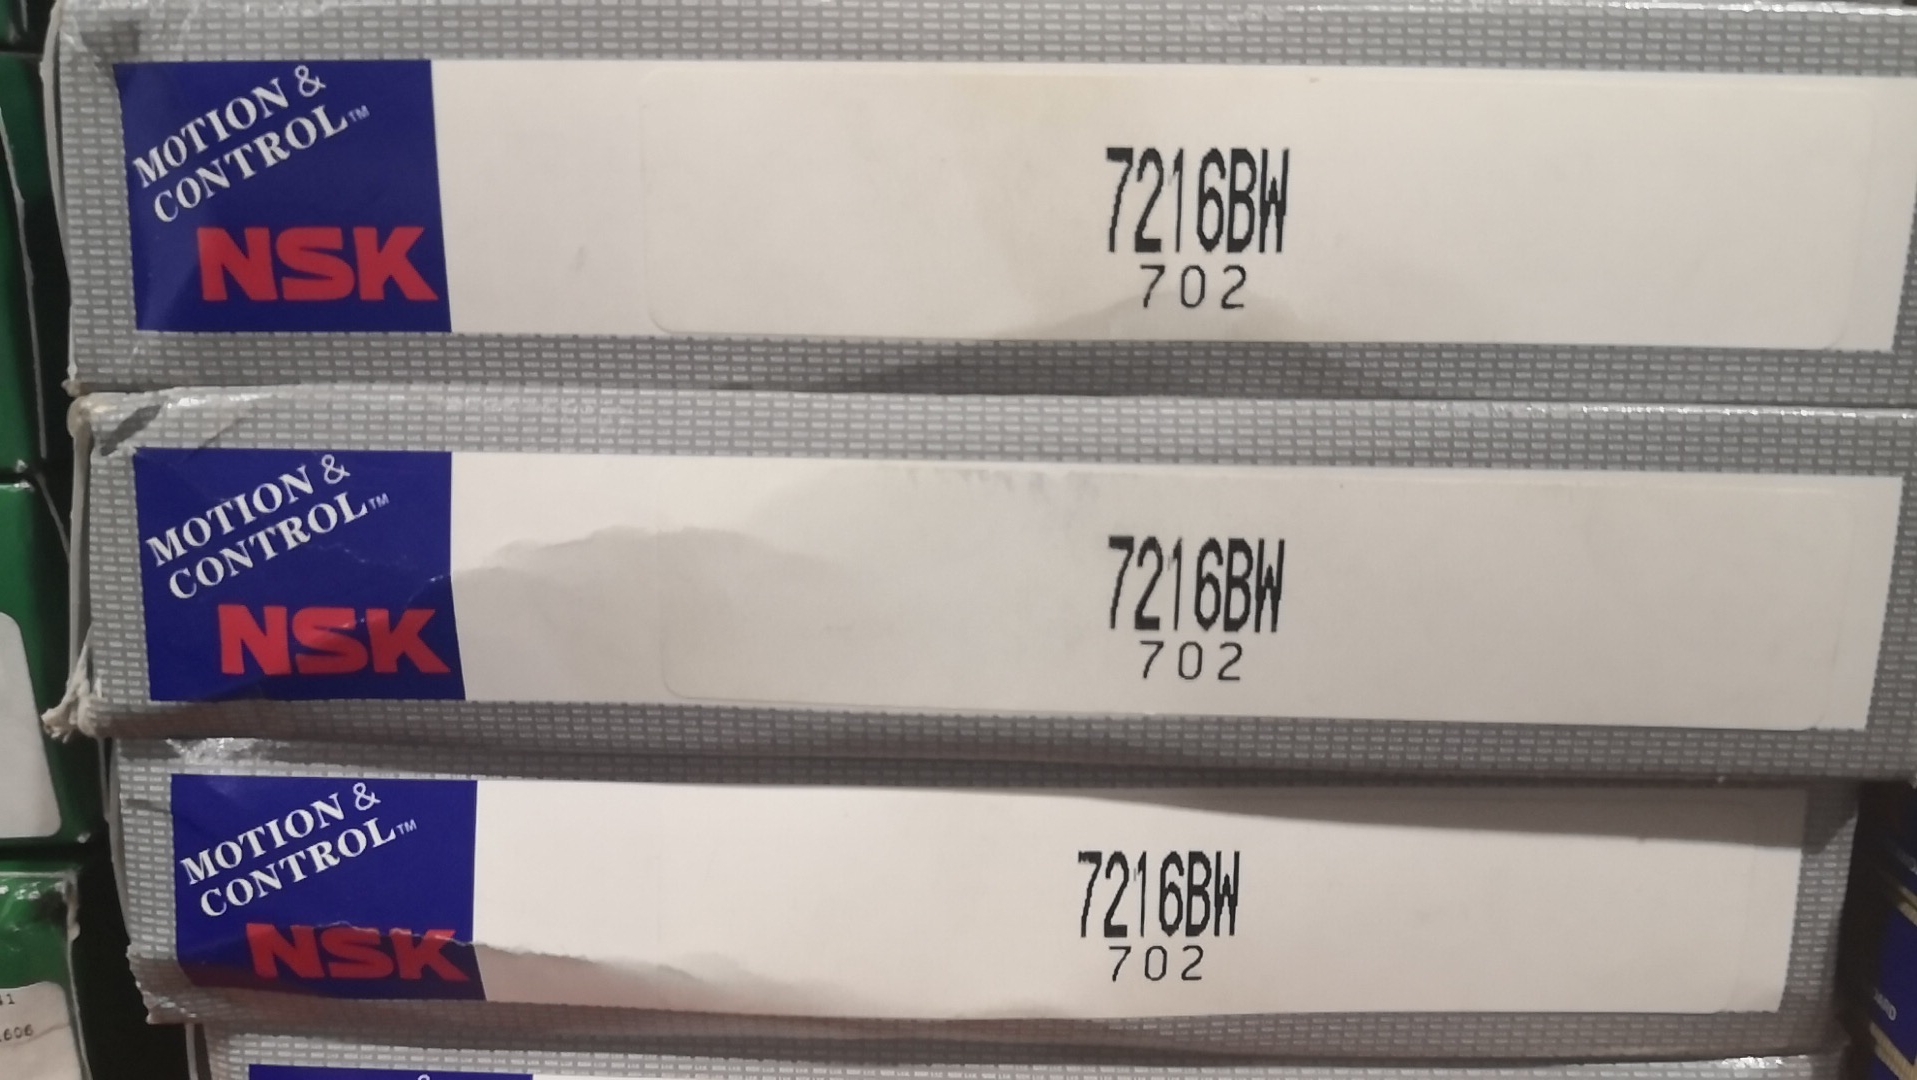 MOTION &
CONTROL™
NSK
7216BW
702
MOTION &
CONTROL™
NSK
7216BW
702
MOTION &
CONTROL™
NSK
7216BW
702
&